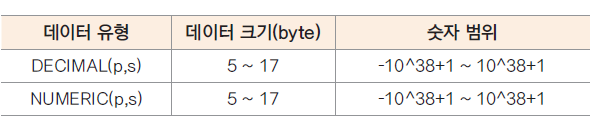 데이터 유형 데이터 크기(byte) 숫자 범위
DECIMAL(p,s) 5 ~ 17 -10^38+1 ~ 10^38+1
NUMERIC(p,s) 5 ~ 17 -10^38+1 ~ 10^38+1